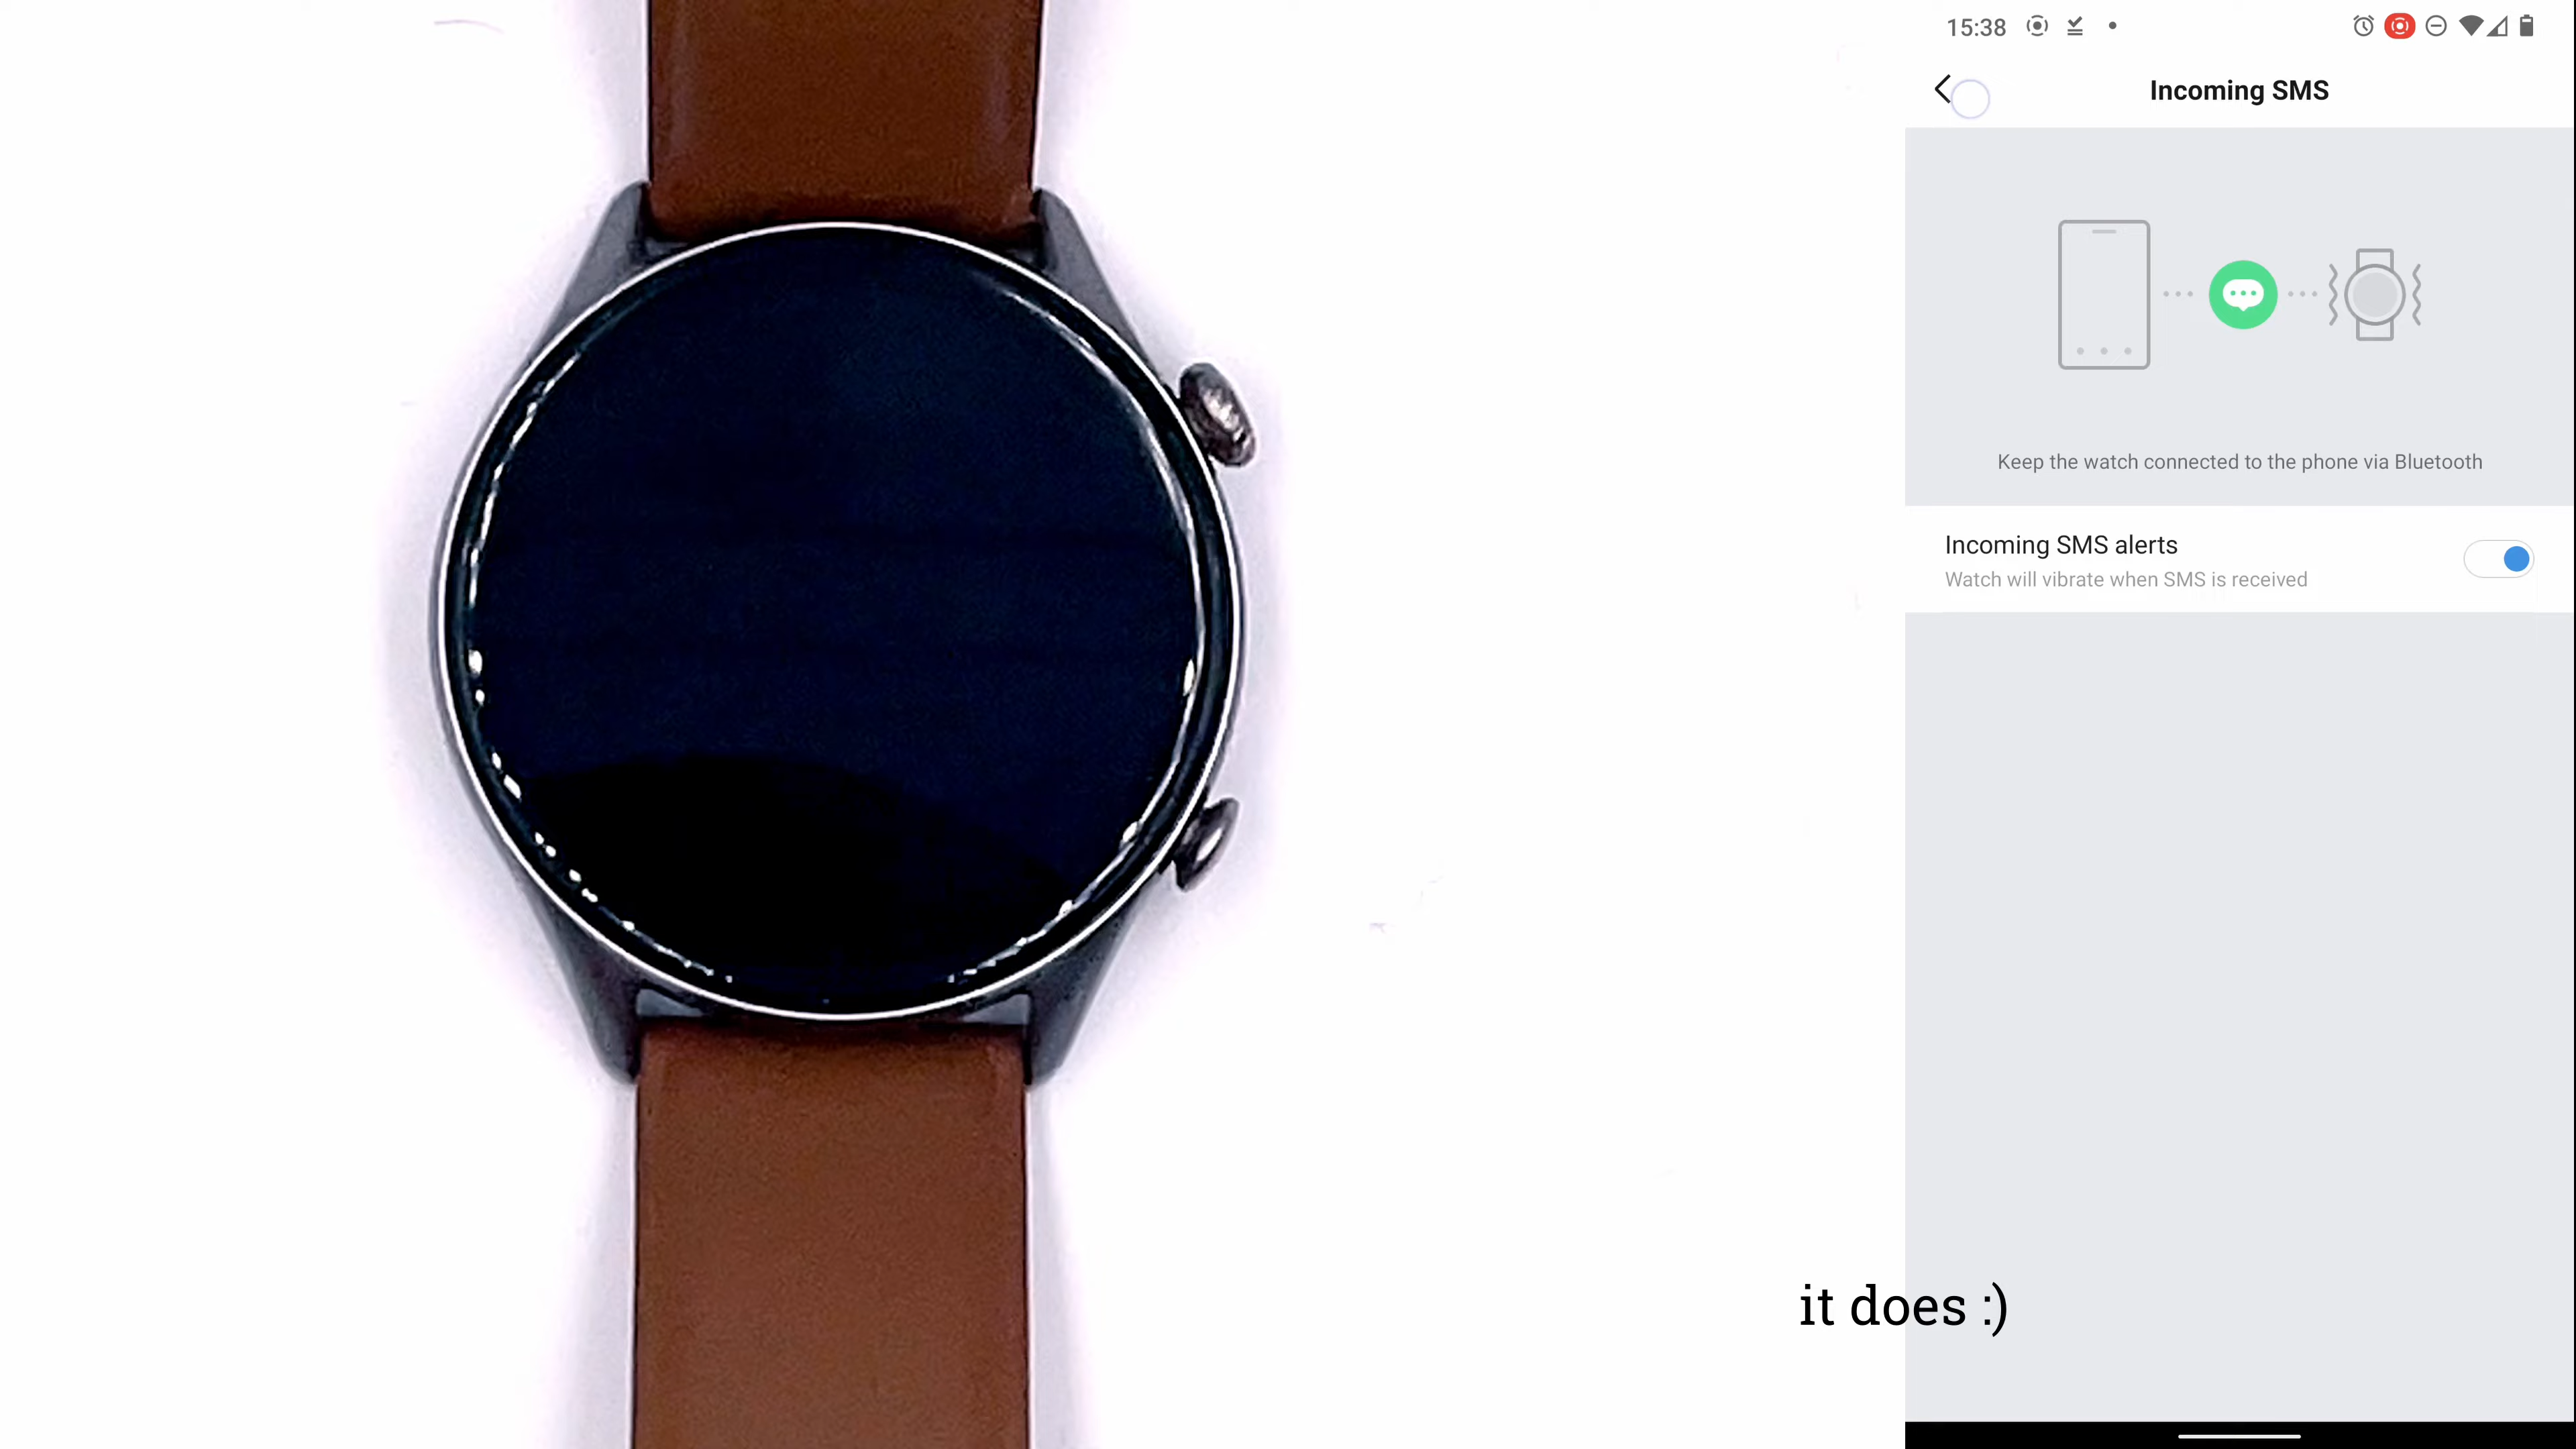 15:38
Incoming SMS
Keep the watch connected to the phone via Bluetooth
Incoming SMS alerts
Watch will vibrate when SMS is received
it does :)